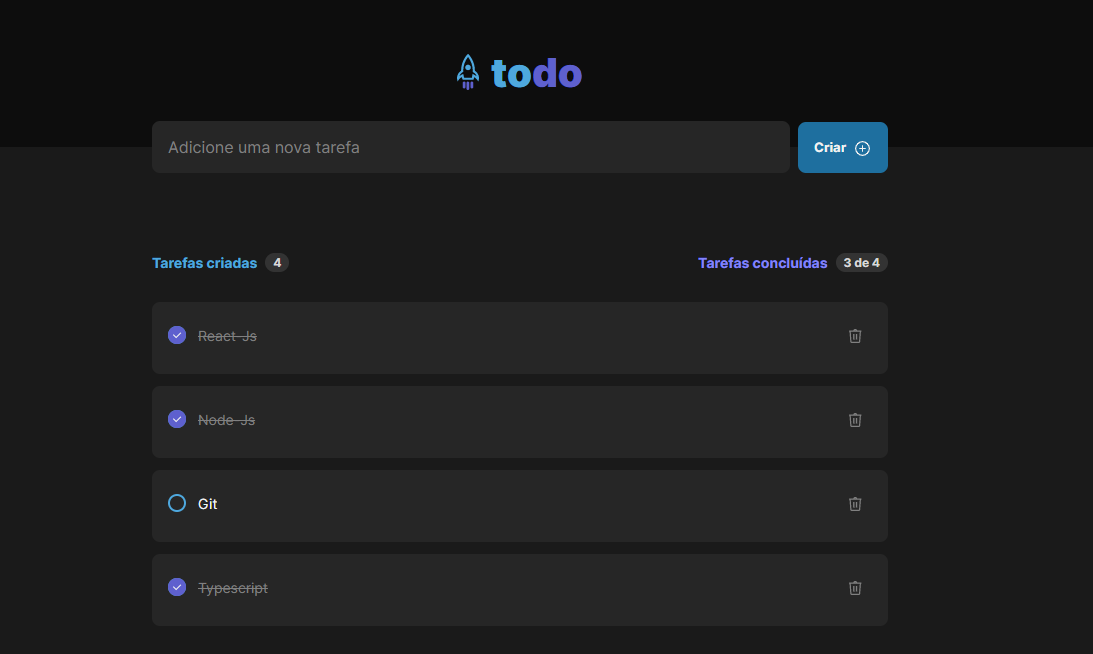 todo
Adicione uma nova tarefa
Criar
Tarefas criadas 4
Tarefas concluídas 3 de 4
React Js
Node Js
Git
Typescript